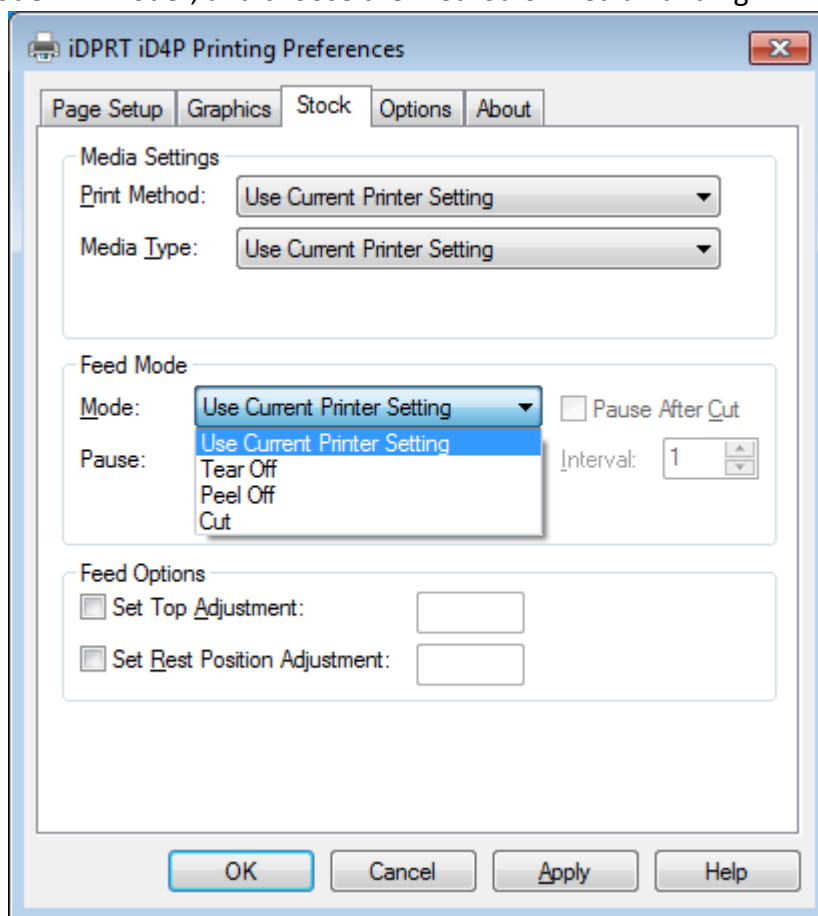 iDPRT iD4P Printing Preferences
Page Setup Graphics Stock Options About
Media Settings
Print Method: Use Current Printer Setting
Media Type: Use Current Printer Setting
Feed Mode
Mode: Use Current Printer Setting Pause After Cut
Use Current Printer Setting
Pause: Interval: 1
Tear Off
Peel Off
Cut
Feed Options
Set Top Adjustment:
Set Rest Position Adjustment:
OK Cancel Apply Help